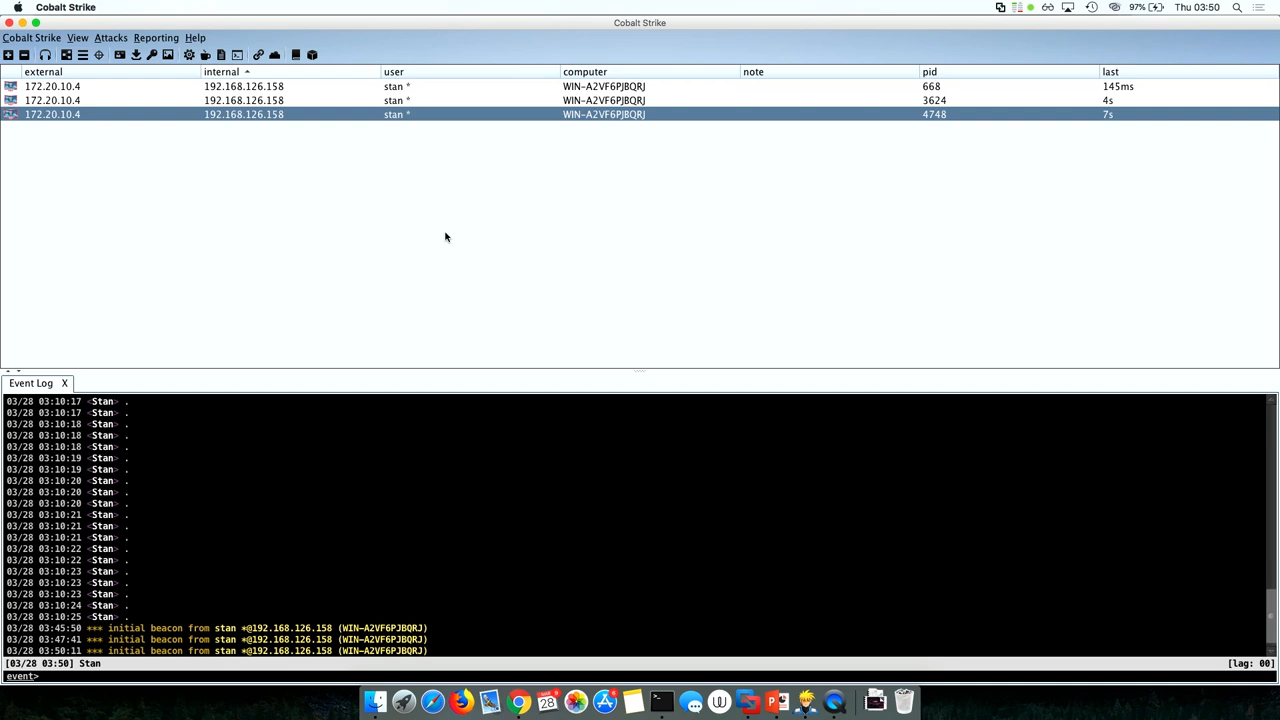 Cobalt Strike
97%
Thu 03:50
Cobalt Strike
Cobalt Strike View Attacks Reporting Help
external internal user computer note pid last
172.20.10.4 192.168.126.158 stan * WIN-A2VF6PJBQRJ 668 145ms
172.20.10.4 192.168.126.158 stan * WIN-A2VF6PJBQRJ 3624 4s
172.20.10.4 192.168.126.158 stan * WIN-A2VF6PJBQRJ 4748 7s
Event Log X
03/28 03:10:17 <Stan> .
03/28 03:10:17 <Stan> .
03/28 03:10:18 <Stan> .
03/28 03:10:18 <Stan> .
03/28 03:10:18 <Stan> .
03/28 03:10:19 <Stan> .
03/28 03:10:19 <Stan> .
03/28 03:10:20 <Stan> .
03/28 03:10:20 <Stan> .
03/28 03:10:20 <Stan> .
03/28 03:10:21 <Stan> .
03/28 03:10:21 <Stan> .
03/28 03:10:21 <Stan> .
03/28 03:10:22 <Stan> .
03/28 03:10:22 <Stan> .
03/28 03:10:23 <Stan> .
03/28 03:10:23 <Stan> .
03/28 03:10:23 <Stan> .
03/28 03:10:24 <Stan> .
03/28 03:10:25 <Stan> .
03/28 03:45:50 *** initial beacon from stan *@192.168.126.158 (WIN-A2VF6PJBQRJ)
03/28 03:47:41 *** initial beacon from stan *@192.168.126.158 (WIN-A2VF6PJBQRJ)
03/28 03:50:11 *** initial beacon from stan *@192.168.126.158 (WIN-A2VF6PJBQRJ)
[03/28 03:50] Stan [lag: 00]
event>
28